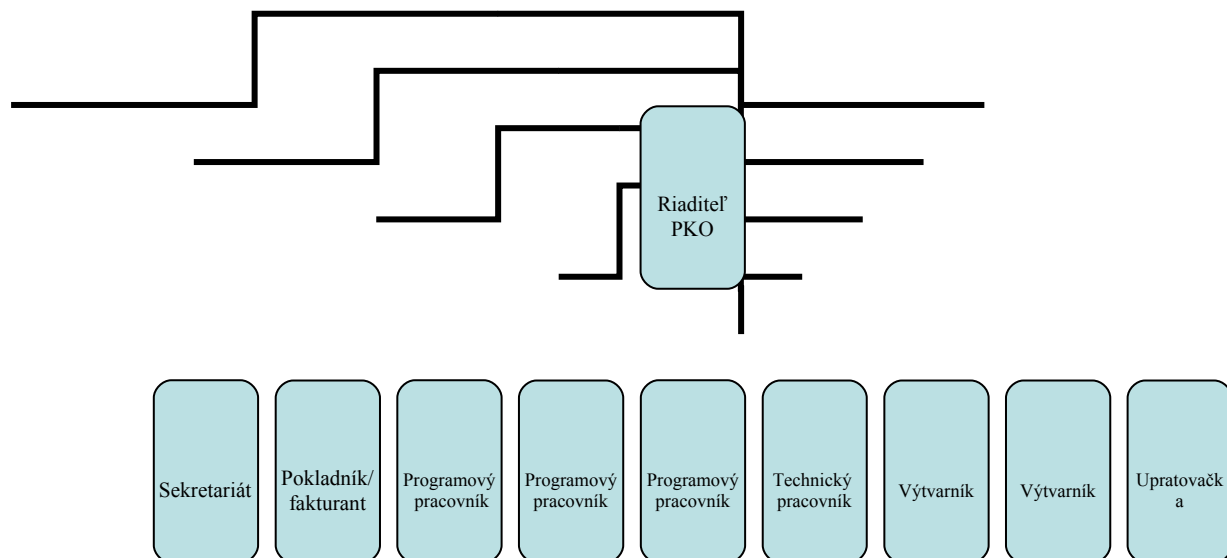 Riaditeľ
PKO
Sekretariát
Pokladník/
fakturant
Programový
pracovník
Programový
pracovník
Programový
pracovník
Technický
pracovník
Výtvarník
Výtvarník
Upratovačk
a